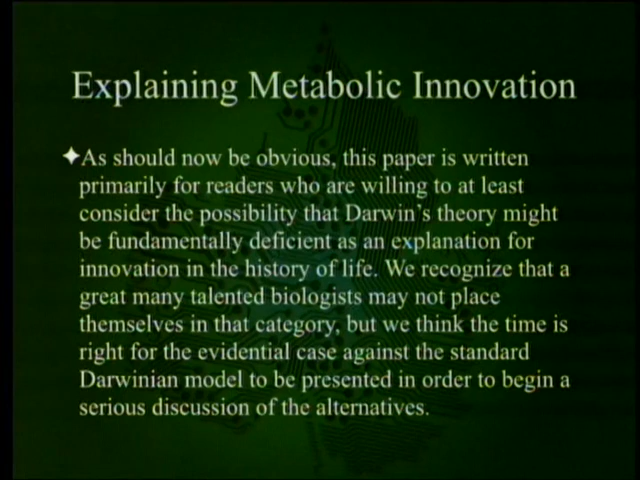 Explaining Metabolic Innovation
✦As should now be obvious, this paper is written
primarily for readers who are willing to at least
consider the possibility that Darwin's theory might
be fundamentally deficient as an explanation for
innovation in the history of life. We recognize that a
great many talented biologists may not place
themselves in that category, but we think the time is
right for the evidential case against the standard
Darwinian model to be presented in order to begin a
serious discussion of the alternatives.